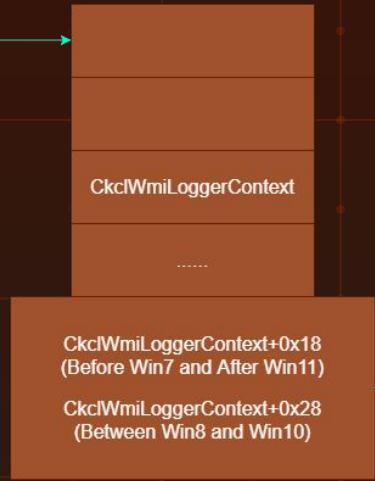 CkclWmiLoggerContext
......
CkclWmiLoggerContext+0x18
(Before Win7 and After Win11)
CkclWmiLoggerContext+0x28
(Between Win8 and Win10)